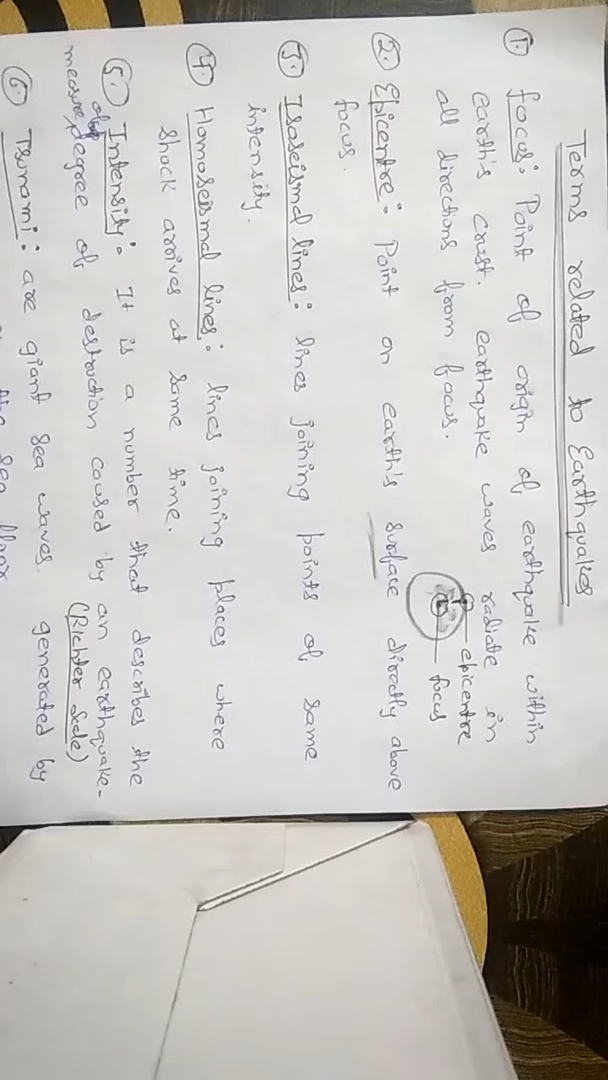 Terms related to Earthquakes
1. focus: Point of origin of earthquake within
earth's crust. earthquake waves radiate in
all directions from focus.
epicentre
focus
2. Epicentre: Point on earth's surface directly above
focus.
3. Isoseismal lines: lines joining points of same
intensity.
4. Homoseismal lines: lines joining places where
shock arrives at same time.
5. Intensity: It is a number that describes the
measure of degree of destruction caused by an earthquake.
(Richter Scale)
6. Tsunami: are giant sea waves generated by
the sea floor